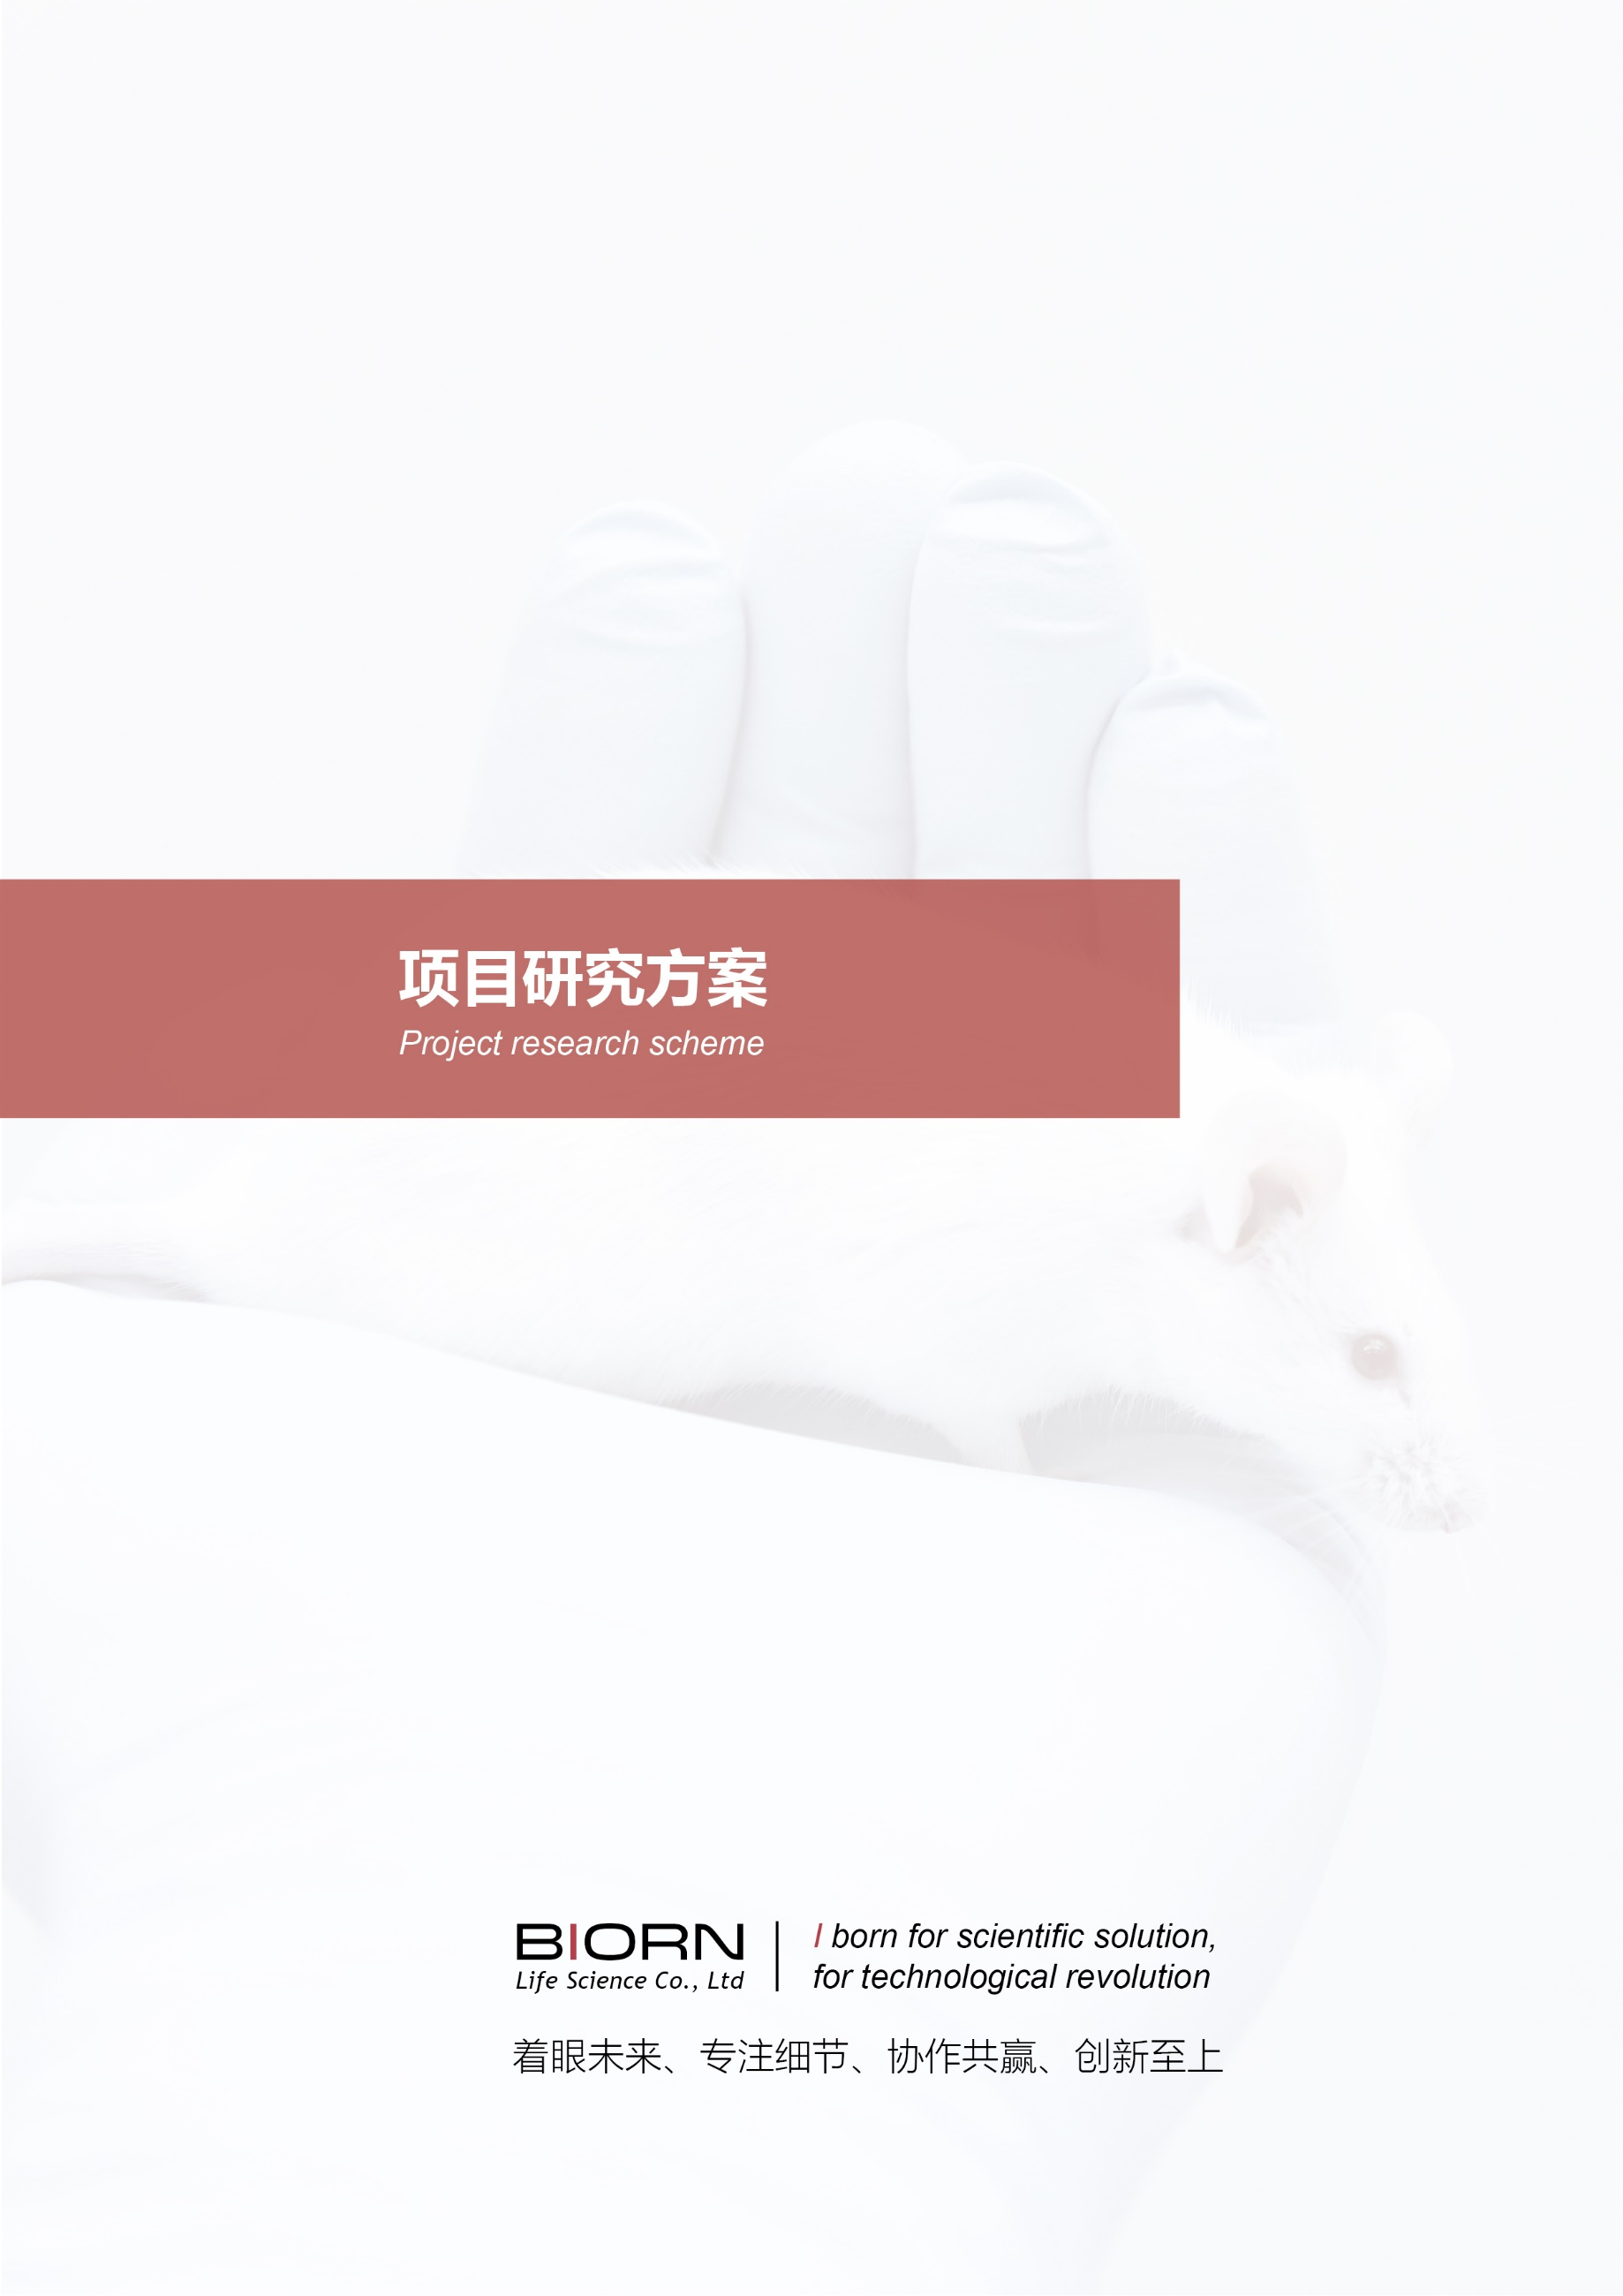 项目研究方案
Project research scheme
BIORN
Life Science Co., Ltd
I born for scientific solution,
for technological revolution
着眼未来、专注细节、协作共赢、创新至上